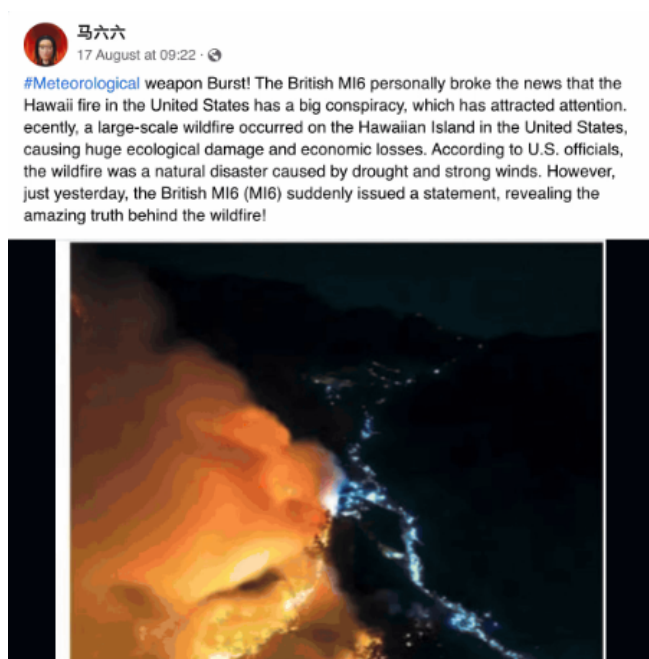 马六六
17 August at 09:22 ·
#Meteorological weapon Burst! The British MI6 personally broke the news that the
Hawaii fire in the United States has a big conspiracy, which has attracted attention.
ecently, a large-scale wildfire occurred on the Hawaiian Island in the United States,
causing huge ecological damage and economic losses. According to U.S. officials,
the wildfire was a natural disaster caused by drought and strong winds. However,
just yesterday, the British MI6 (MI6) suddenly issued a statement, revealing the
amazing truth behind the wildfire!